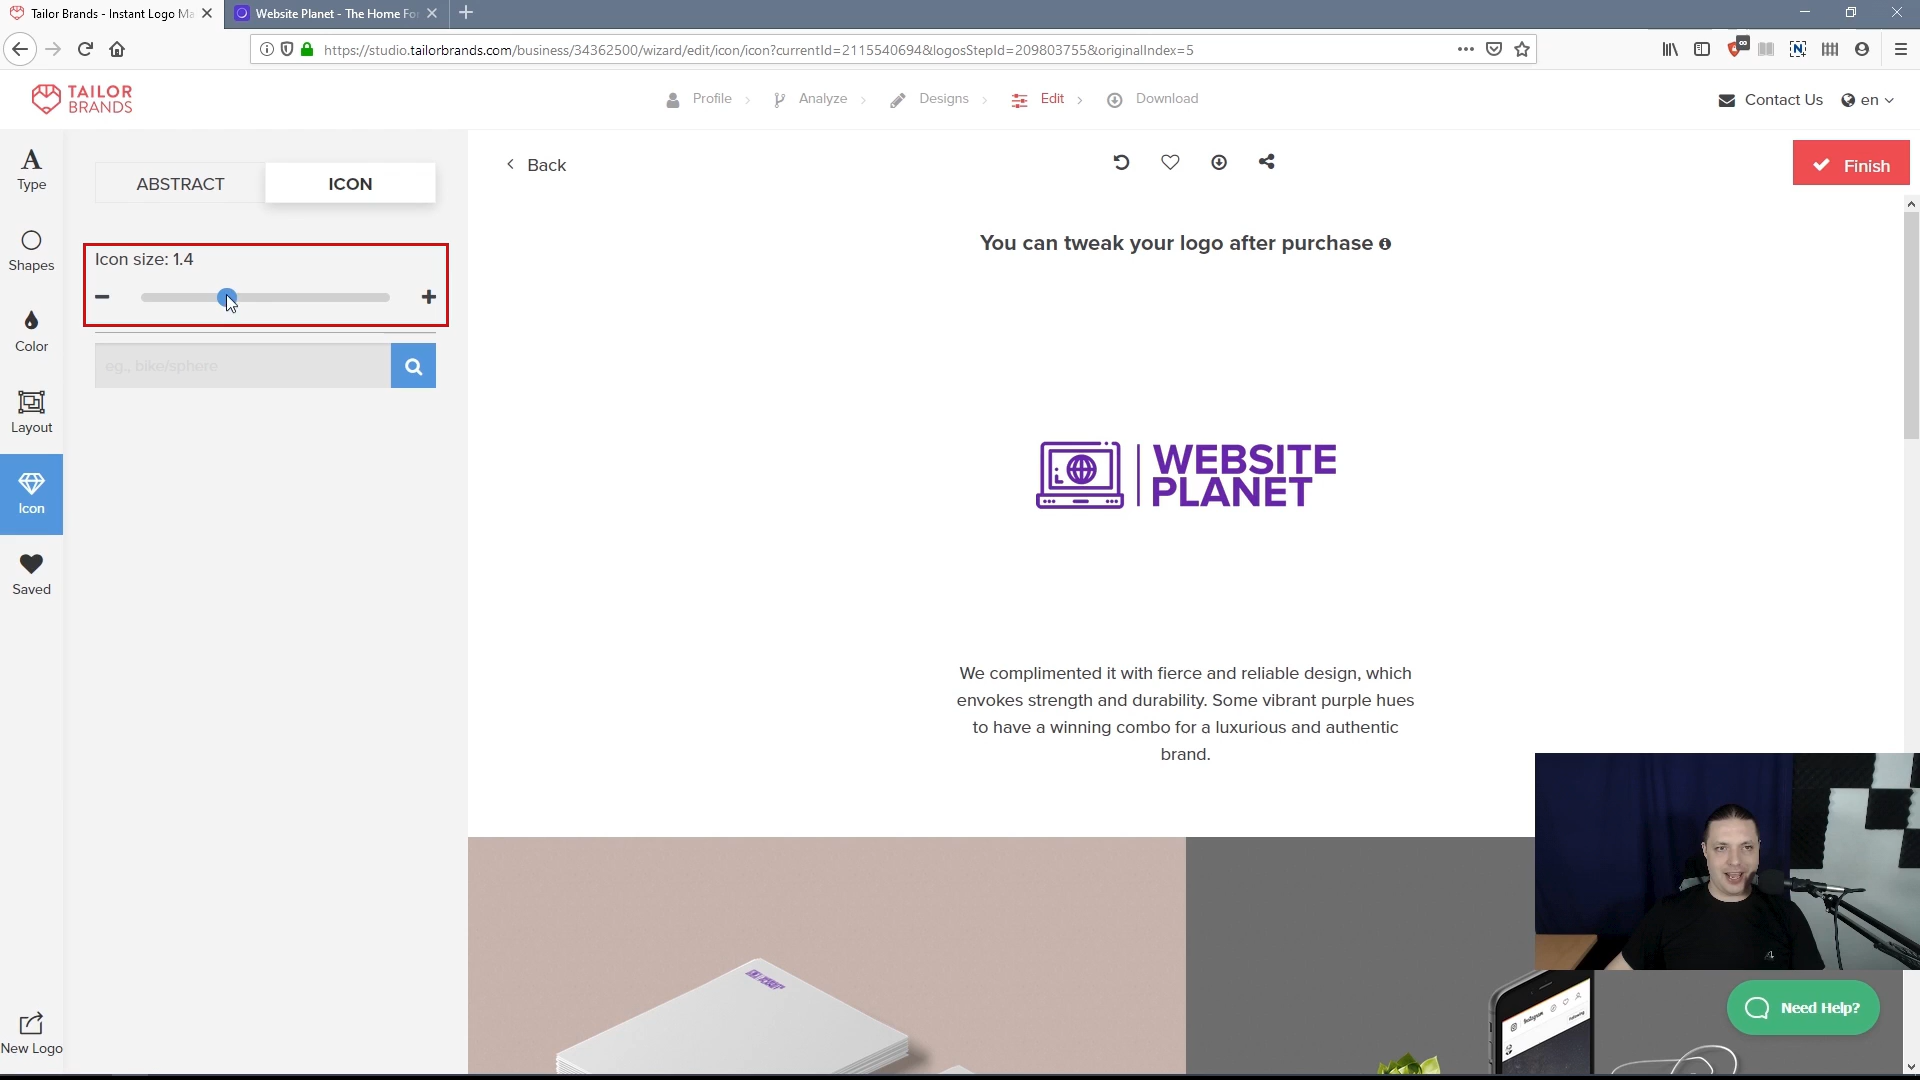 Tailor Brands - Instant Logo Ma
Website Planet - The Home Fo
https://studio.tailorbrands.com/business/34362500/wizard/edit/icon/icon?currentId=2115540694&logosStepId=209803755&originalIndex=5
TAILOR
BRANDS
Profile
Analyze
Designs
Edit
Download
Contact Us
en
Type
Shapes
Color
Layout
Icon
Saved
New Logo
ABSTRACT
ICON
Icon size: 1.4
eg., bike/sphere
Back
Finish
You can tweak your logo after purchase
WEBSITE
PLANET
We complimented it with fierce and reliable design, which
envokes strength and durability. Some vibrant purple hues
to have a winning combo for a luxurious and authentic
brand.
Instagram
Following
Need Help?